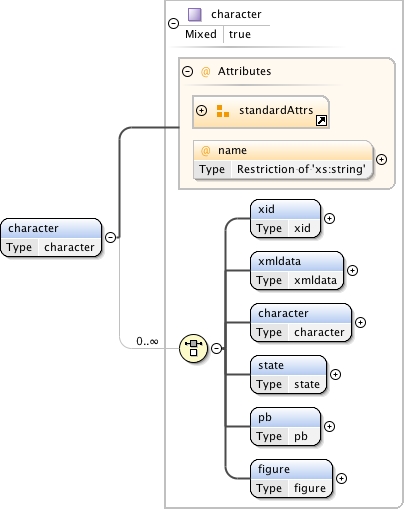 character
Mixed true
@ Attributes
standardAttrs
@ name
Type Restriction of 'xs:string'
character
Type character
0..∞
xid
Type xid
xmldata
Type xmldata
character
Type character
state
Type state
pb
Type pb
figure
Type figure